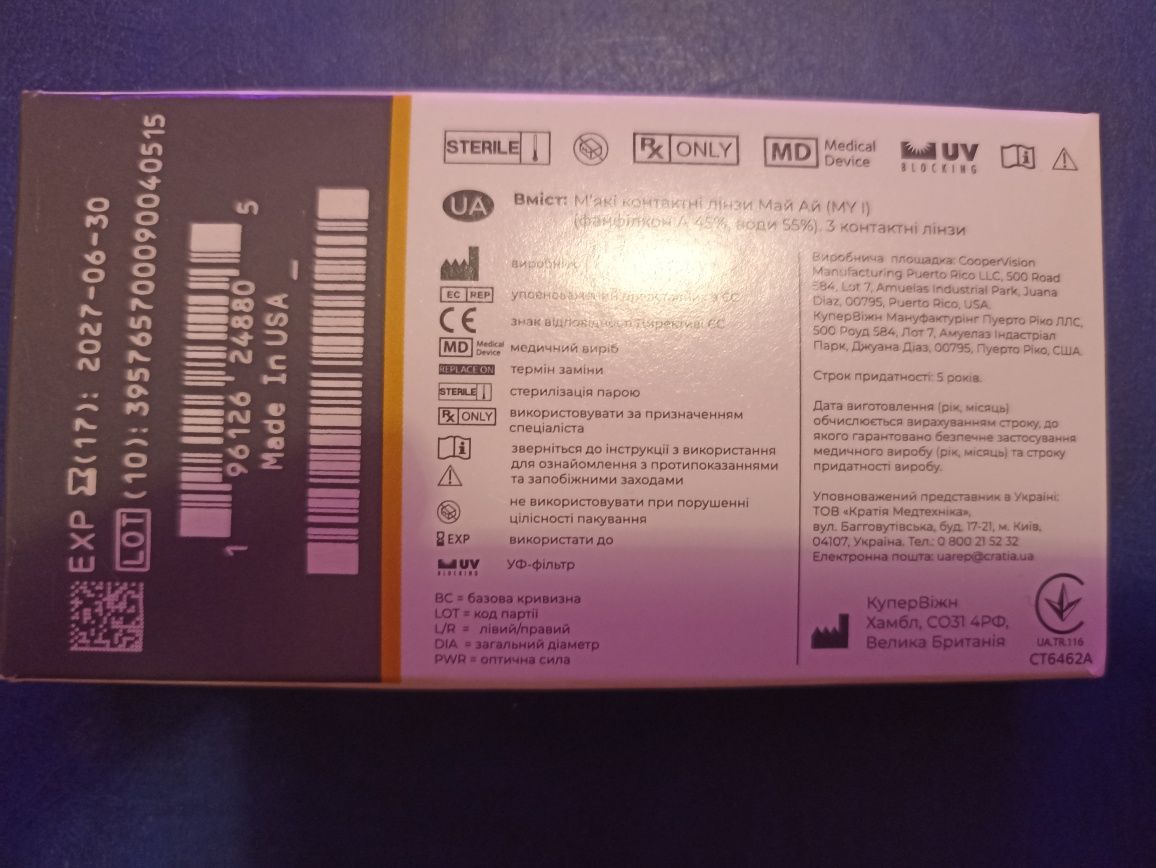 EXP (17): 2027-06-30
LOT (10): 39576570009040515
1 96126 24880 5
Made In USA
STERILE
Rx ONLY
MD Medical Device
UV BLOCKING
UA
Вміст: М'які контактні лінзи Май Ай (MY I)
(фамфілкон А 45%, води 55%). 3 контактні лінзи
виробник
EC REP
знак відповідності Директиві ЄС
CE
MD Medical Device медичний виріб
REPLACE ON термін заміни
STERILE стерилізація парою
Rx ONLY використовувати за призначенням
спеціаліста
зверніться до інструкції з використання
для ознайомлення з протипоказаннями
та запобіжними заходами
не використовувати при порушенні
цілісності пакування
EXP використати до
UV BLOCKING УФ-фільтр
BC = базова кривизна
LOT = код партії
L/R = лівий/правий
DIA = загальний діаметр
PWR = оптична сила
Виробнича площадка: CooperVision
Manufacturing Puerto Rico LLC, 500 Road
584, Lot 7, Amuelas Industrial Park, Juana
Diaz, 00795, Puerto Rico, USA.
КуперВіжн Мануфактурінг Пуерто Ріко ЛЛС,
500 Роуд 584, Лот 7, Амуелаз Індастріал
Парк, Джуана Діаз, 00795, Пуерто Ріко, США.
Строк придатності: 5 років.
Дата виготовлення (рік, місяць)
обчислюється вирахуванням строку, до
якого гарантовано безпечне застосування
медичного виробу (рік, місяць) та строку
придатності виробу.
Уповноважений представник в Україні:
ТОВ «Кратія Медтехніка»,
вул. Багговутівська, буд. 17-21, м. Київ,
04107, Україна. Тел.: 0 800 21 52 32
Електронна пошта: uarep@cratia.ua
КуперВіжн
Хамбл, СО31 4РФ,
Велика Британія
UA.TR.116
CT6462A